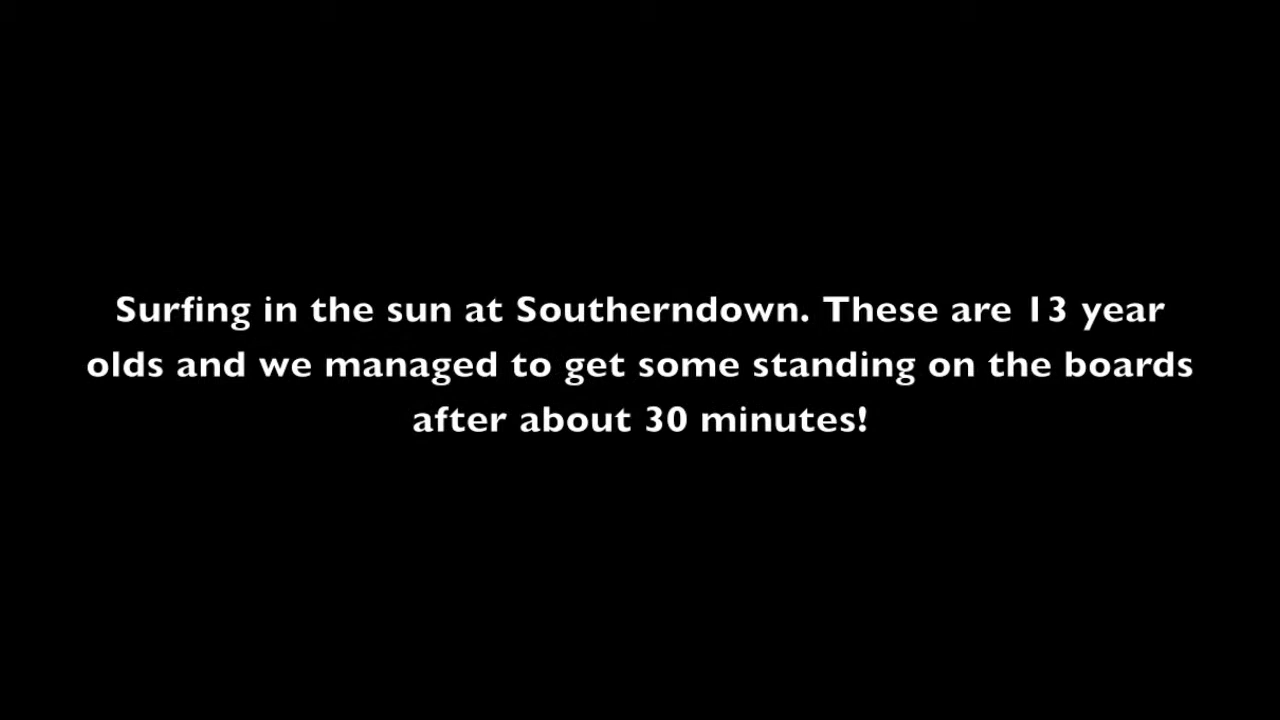 Surfing in the sun at Southerndown. These are 13 year
olds and we managed to get some standing on the boards
after about 30 minutes!